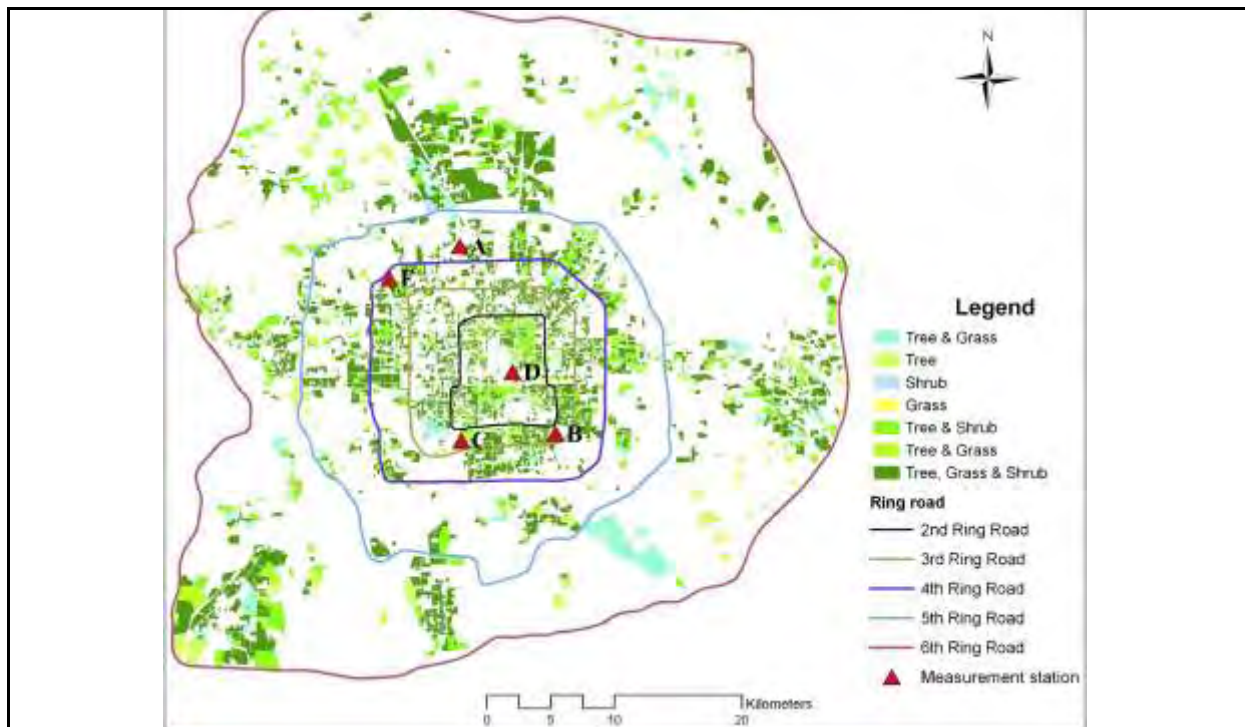 N
A
F
D
C
B
Legend
Tree & Grass
Tree
Shrub
Grass
Tree & Shrub
Tree & Grass
Tree, Grass & Shrub
Ring road
2nd Ring Road
3rd Ring Road
4th Ring Road
5th Ring Road
6th Ring Road
Measurement station
Kilometers
0 5 10 20